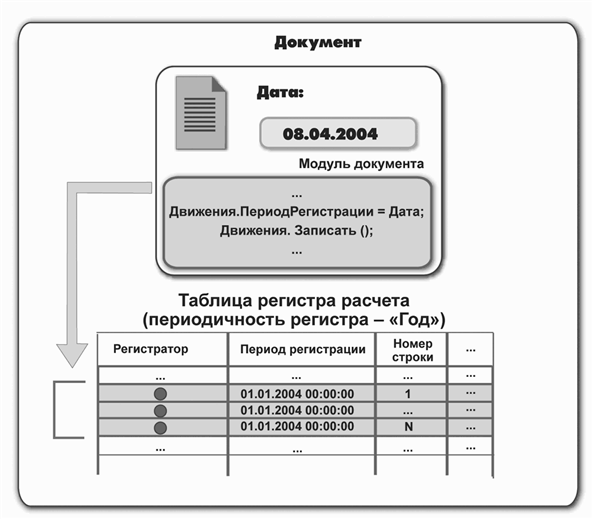 Документ
Дата:
08.04.2004
Модуль документа
...
Движения.ПериодРегистрации = Дата;
Движения. Записать ();
...
Таблица регистра расчета
(периодичность регистра – «Год»)
Регистратор Период регистрации Номер строки ...
... ... ... ...
01.01.2004 00:00:00 1 ...
01.01.2004 00:00:00 ... ...
01.01.2004 00:00:00 N ...
... ... ... ...